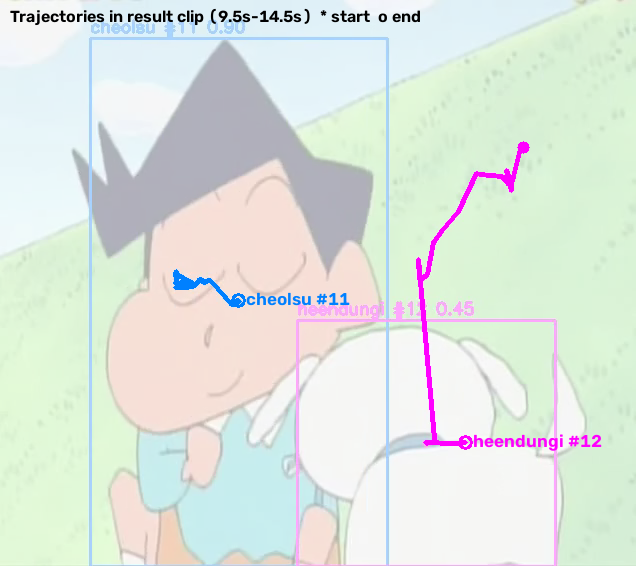 Trajectories in result clip (9.5s-14.5s) * start o end
cheolsu #11 0.90
cheolsu #11
heendungi #12 0.45
heendungi #12